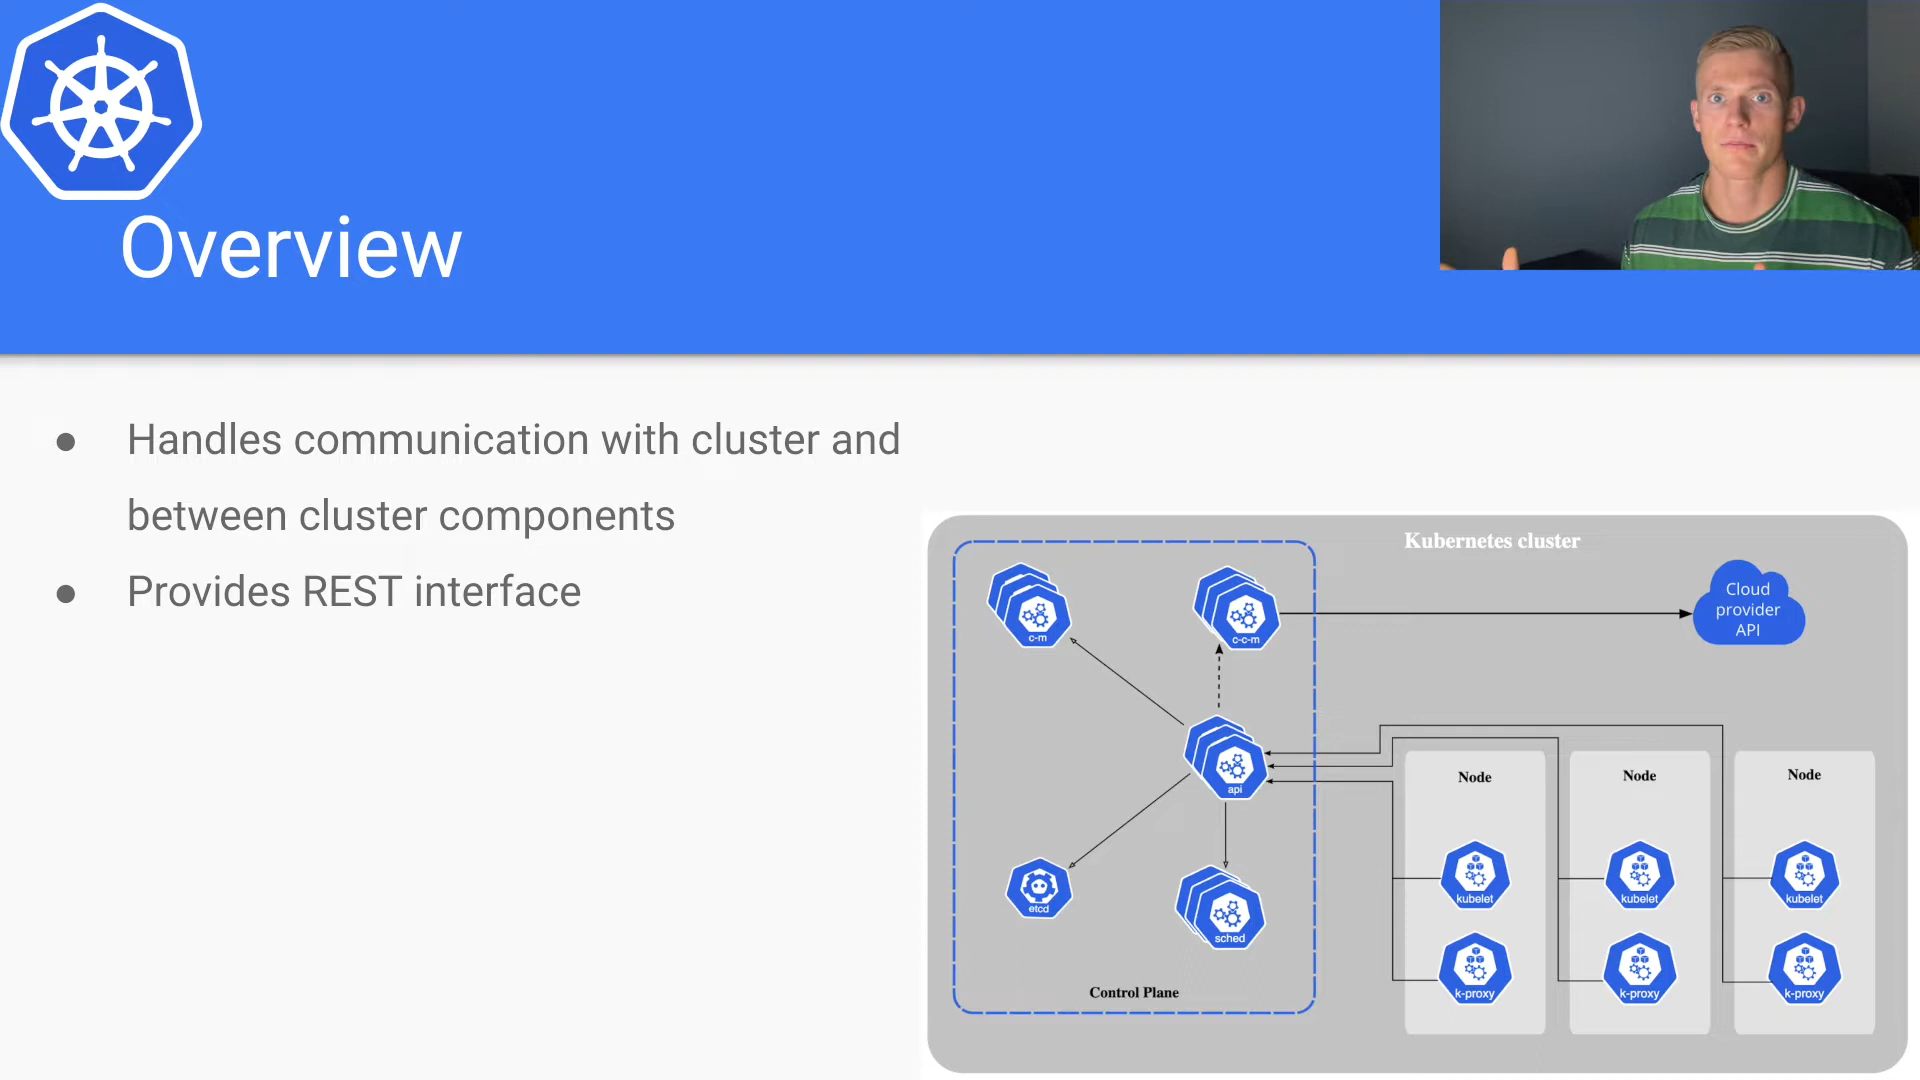 Overview
● Handles communication with cluster and
between cluster components
● Provides REST interface
Kubernetes cluster
Cloud
provider
API
c-m
c-c-m
api
etcd
sched
Control Plane
Node
kubelet
k-proxy
Node
kubelet
k-proxy
Node
kubelet
k-proxy